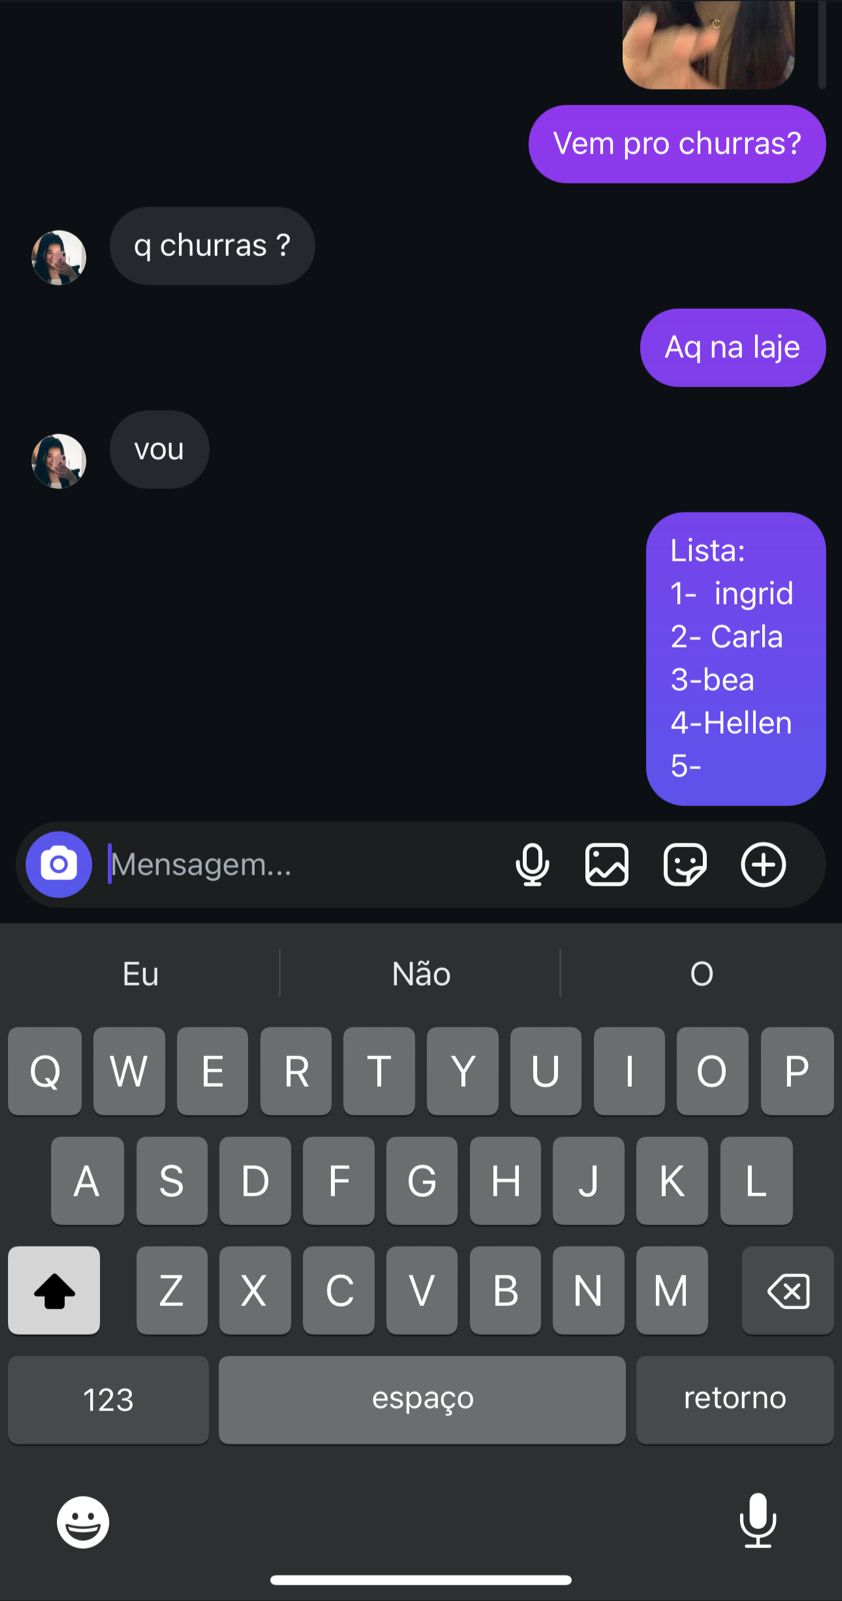 Vem pro churras?
q churras ?
Aq na laje
vou
Lista:
1-  ingrid
2- Carla
3-bea
4-Hellen
5-
Mensagem...
Eu Não O
Q W E R T Y U I O P
A S D F G H J K L
Z X C V B N M
123 espaço retorno